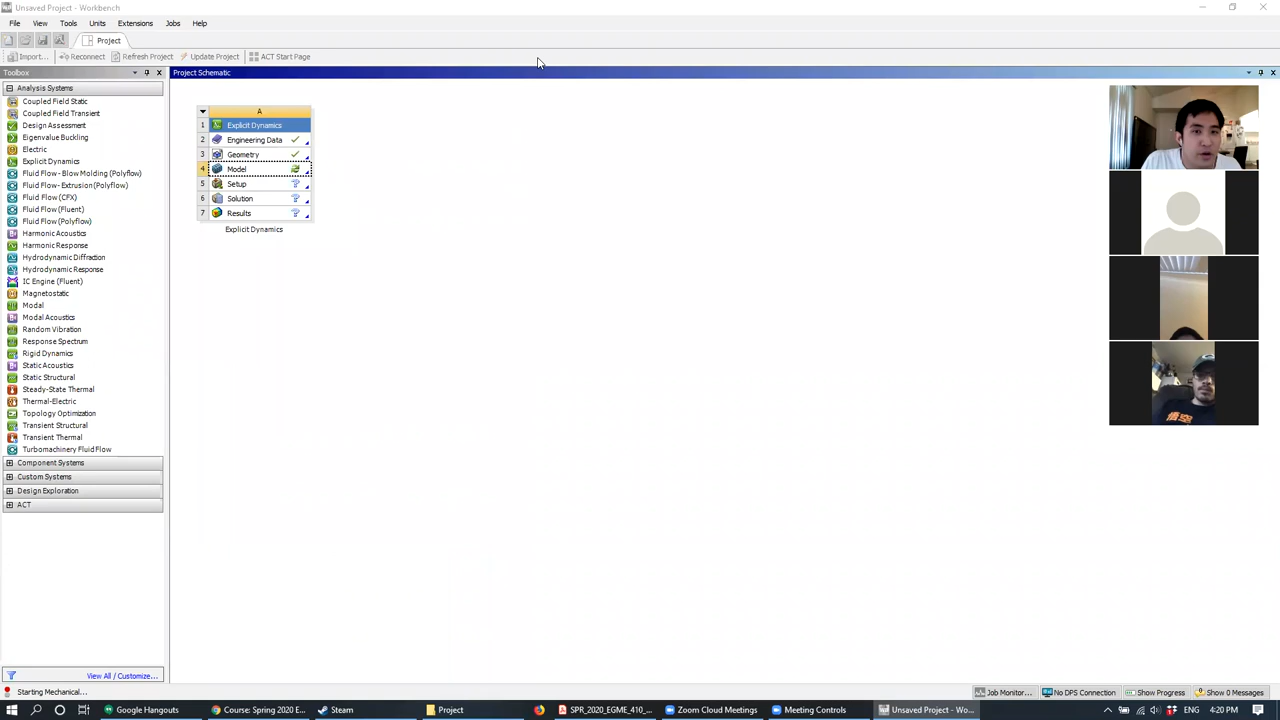 Unsaved Project - Workbench
File View Tools Units Extensions Jobs Help
Project
Import... Reconnect Refresh Project Update Project ACT Start Page
Toolbox
Project Schematic
Analysis Systems
Coupled Field Static
Coupled Field Transient
Design Assessment
Eigenvalue Buckling
Electric
Explicit Dynamics
Fluid Flow - Blow Molding (Polyflow)
Fluid Flow - Extrusion (Polyflow)
Fluid Flow (CFX)
Fluid Flow (Fluent)
Fluid Flow (Polyflow)
Harmonic Acoustics
Harmonic Response
Hydrodynamic Diffraction
Hydrodynamic Response
IC Engine (Fluent)
Magnetostatic
Modal
Modal Acoustics
Random Vibration
Response Spectrum
Rigid Dynamics
Static Acoustics
Static Structural
Steady-State Thermal
Thermal-Electric
Topology Optimization
Transient Structural
Transient Thermal
Turbomachinery Fluid Flow
Component Systems
Custom Systems
Design Exploration
ACT
View All / Customize...
A
1 Explicit Dynamics
2 Engineering Data
3 Geometry
4 Model
5 Setup
6 Solution
7 Results
Explicit Dynamics
悟空
Starting Mechanical...
Job Monitor... No DPS Connection Show Progress Show 0 Messages
Google Hangouts Course: Spring 2020 E... Steam Project SPR_2020_EGME_410_... Zoom Cloud Meetings Meeting Controls Unsaved Project - Wo... ENG 4:20 PM